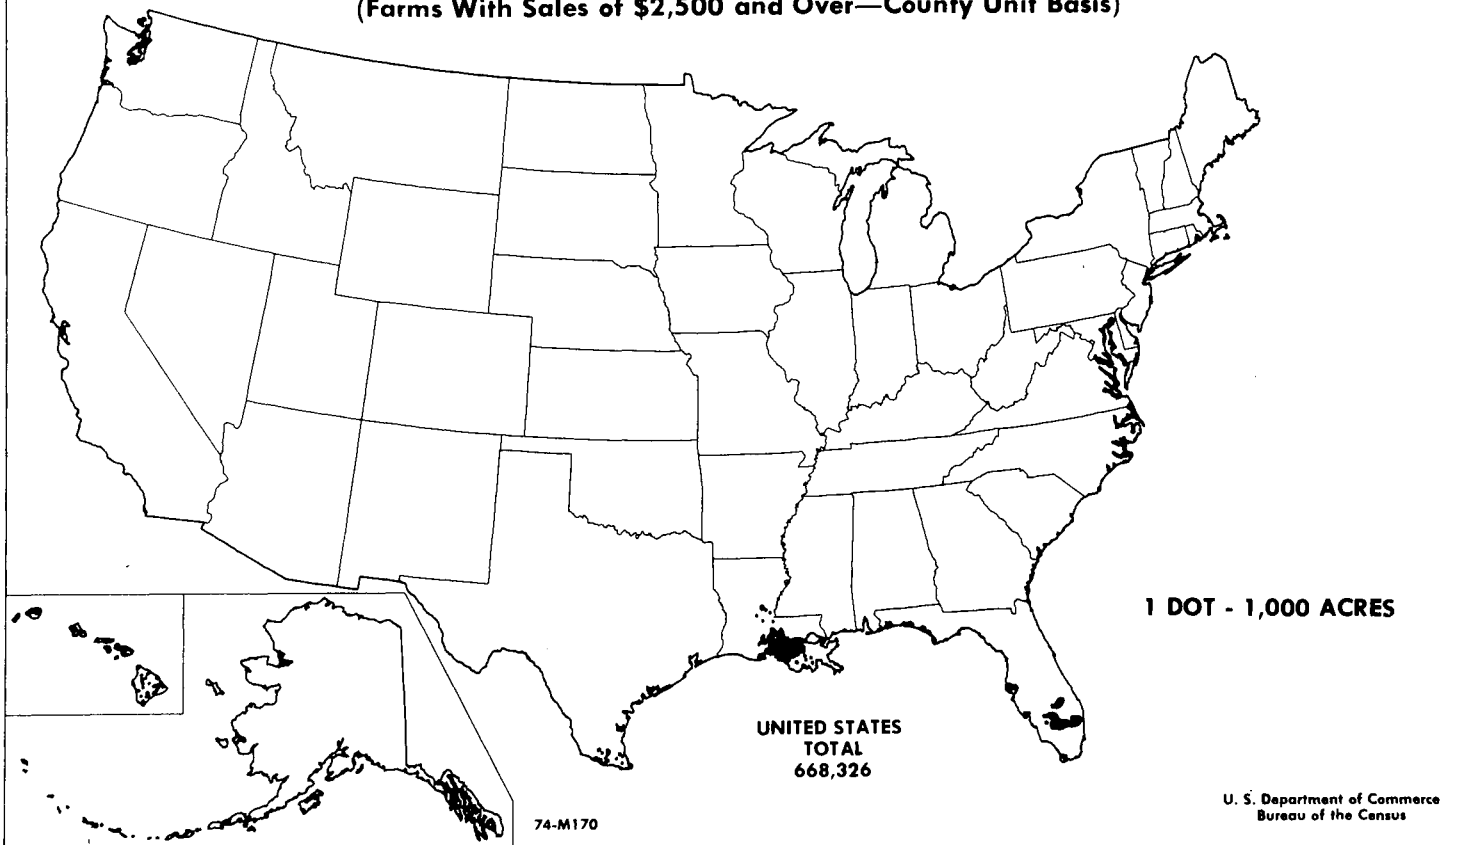 (Farms With Sales of $2,500 and Over—County Unit Basis)
1 DOT - 1,000 ACRES
UNITED STATES
TOTAL
668,326
74-M170
U. S. Department of Commerce
Bureau of the Census